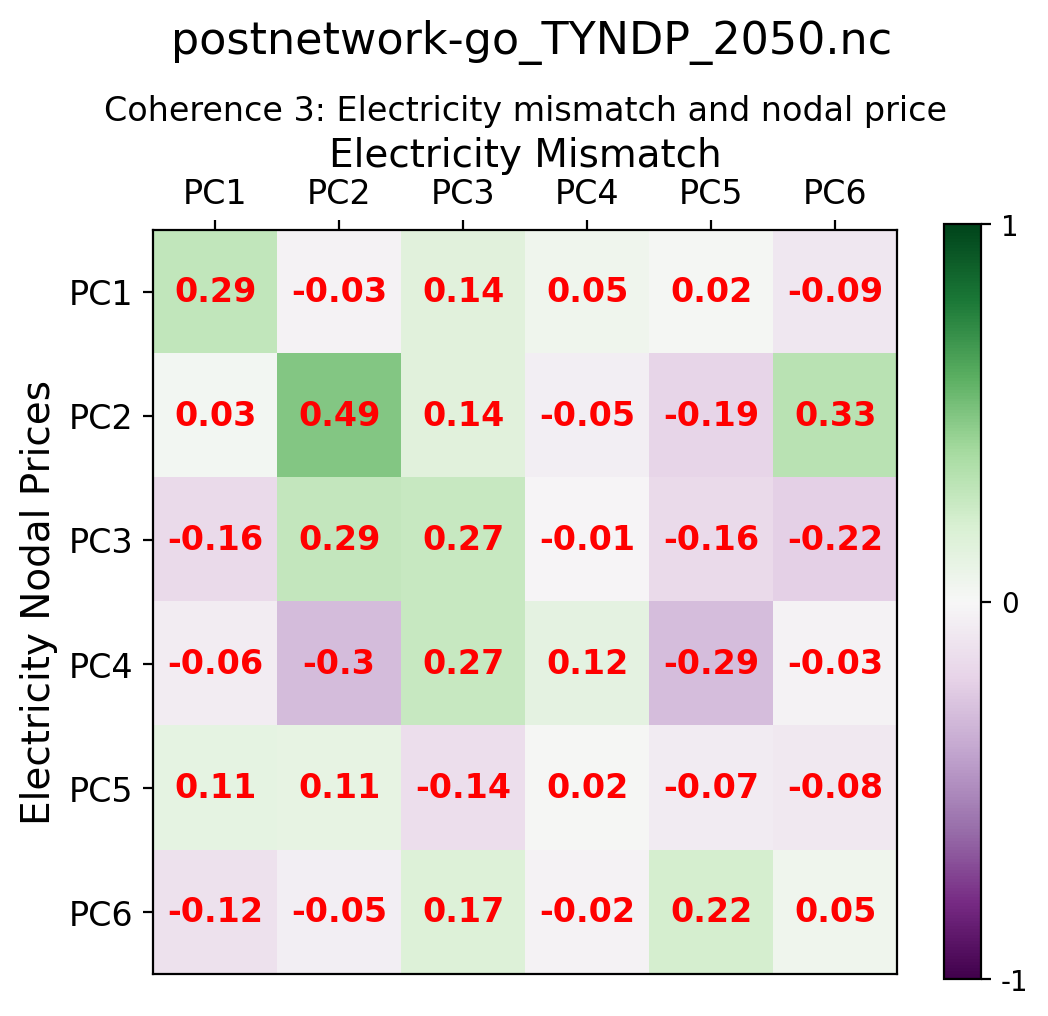 postnetwork-go_TYNDP_2050.nc
Coherence 3: Electricity mismatch and nodal price
Electricity Mismatch
PC1 PC2 PC3 PC4 PC5 PC6
Electricity Nodal Prices
PC1 0.29 -0.03 0.14 0.05 0.02 -0.09
PC2 0.03 0.49 0.14 -0.05 -0.19 0.33
PC3 -0.16 0.29 0.27 -0.01 -0.16 -0.22
PC4 -0.06 -0.3 0.27 0.12 -0.29 -0.03
PC5 0.11 0.11 -0.14 0.02 -0.07 -0.08
PC6 -0.12 -0.05 0.17 -0.02 0.22 0.05
1
0
-1